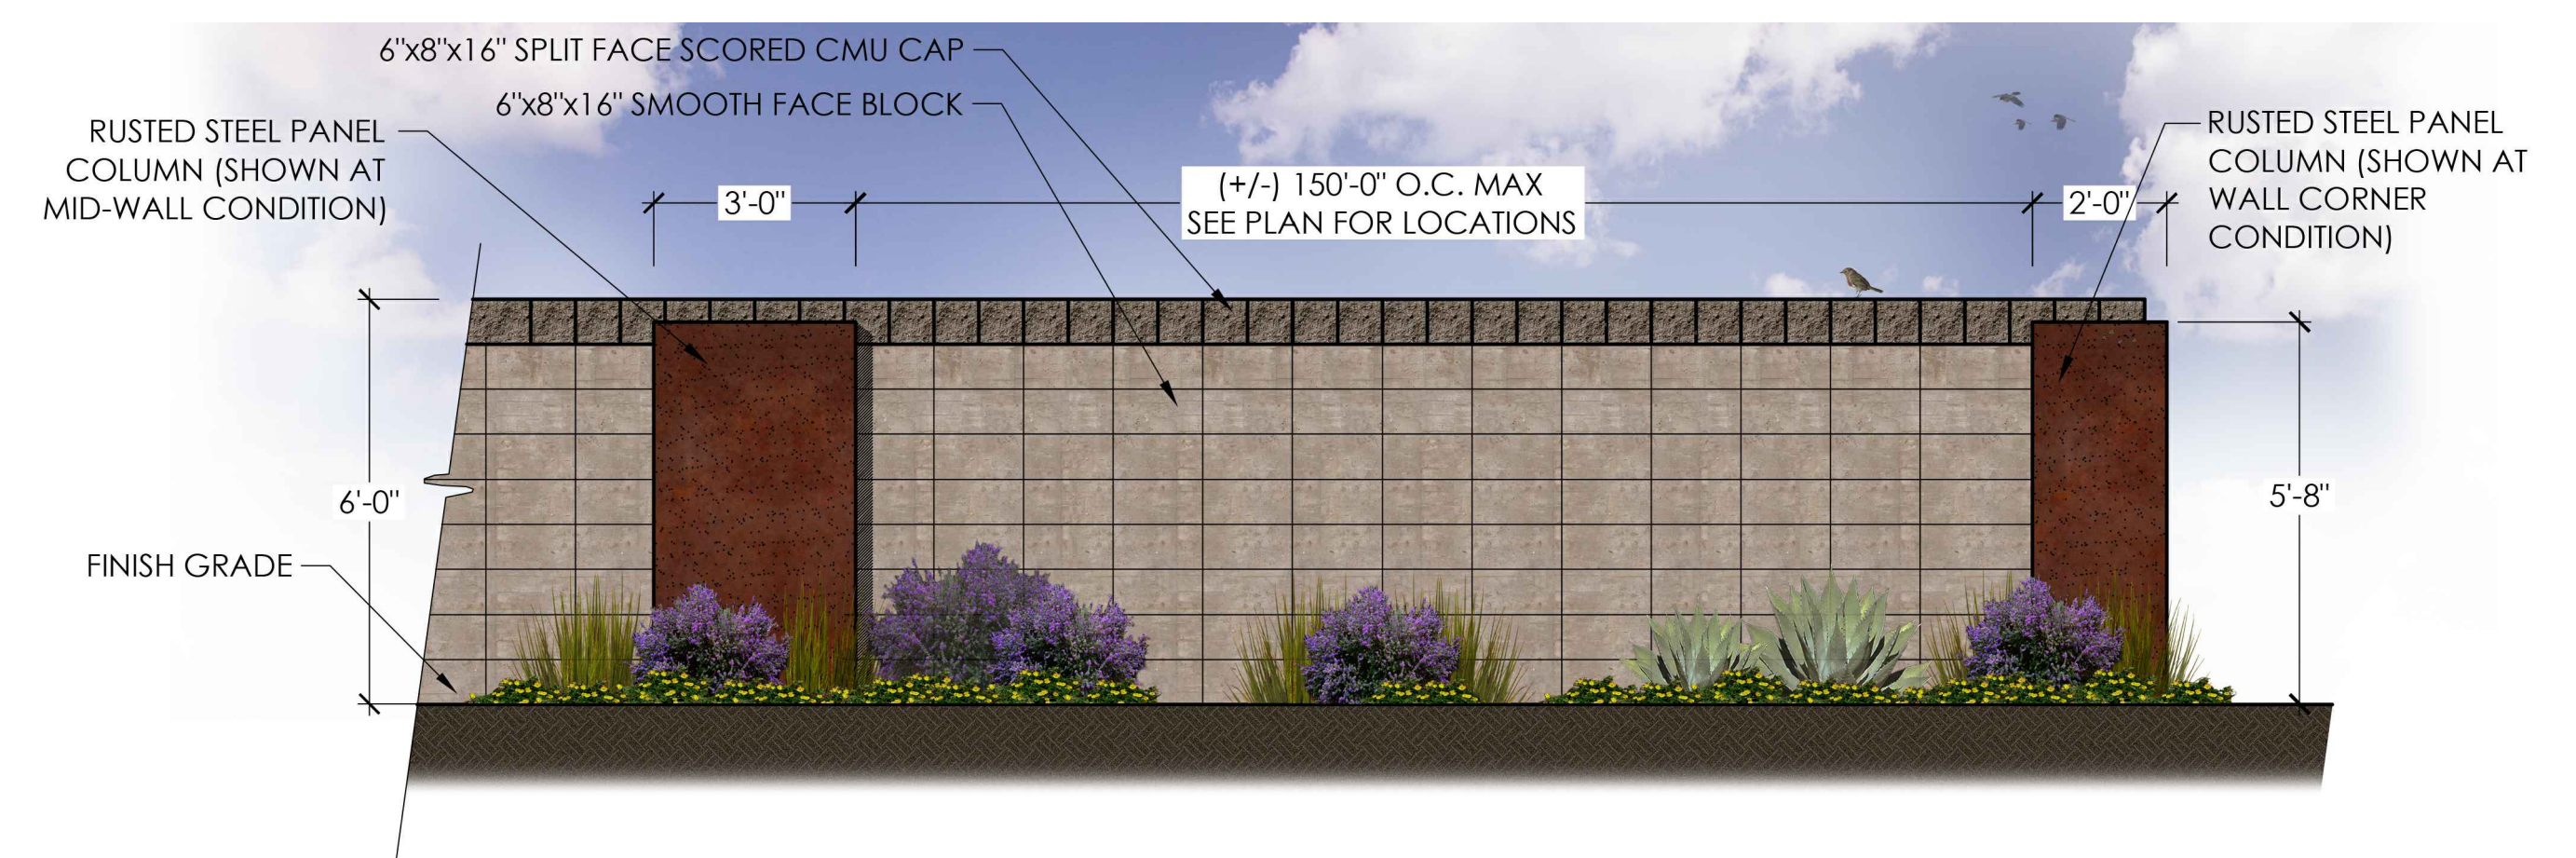 6"x8"x16" SPLIT FACE SCORED CMU CAP
6"x8"x16" SMOOTH FACE BLOCK
RUSTED STEEL PANEL
COLUMN (SHOWN AT
MID-WALL CONDITION)
3'-0"
(+/-) 150'-0" O.C. MAX
SEE PLAN FOR LOCATIONS
2'-0"
RUSTED STEEL PANEL
COLUMN (SHOWN AT
WALL CORNER
CONDITION)
6'-0"
5'-8"
FINISH GRADE